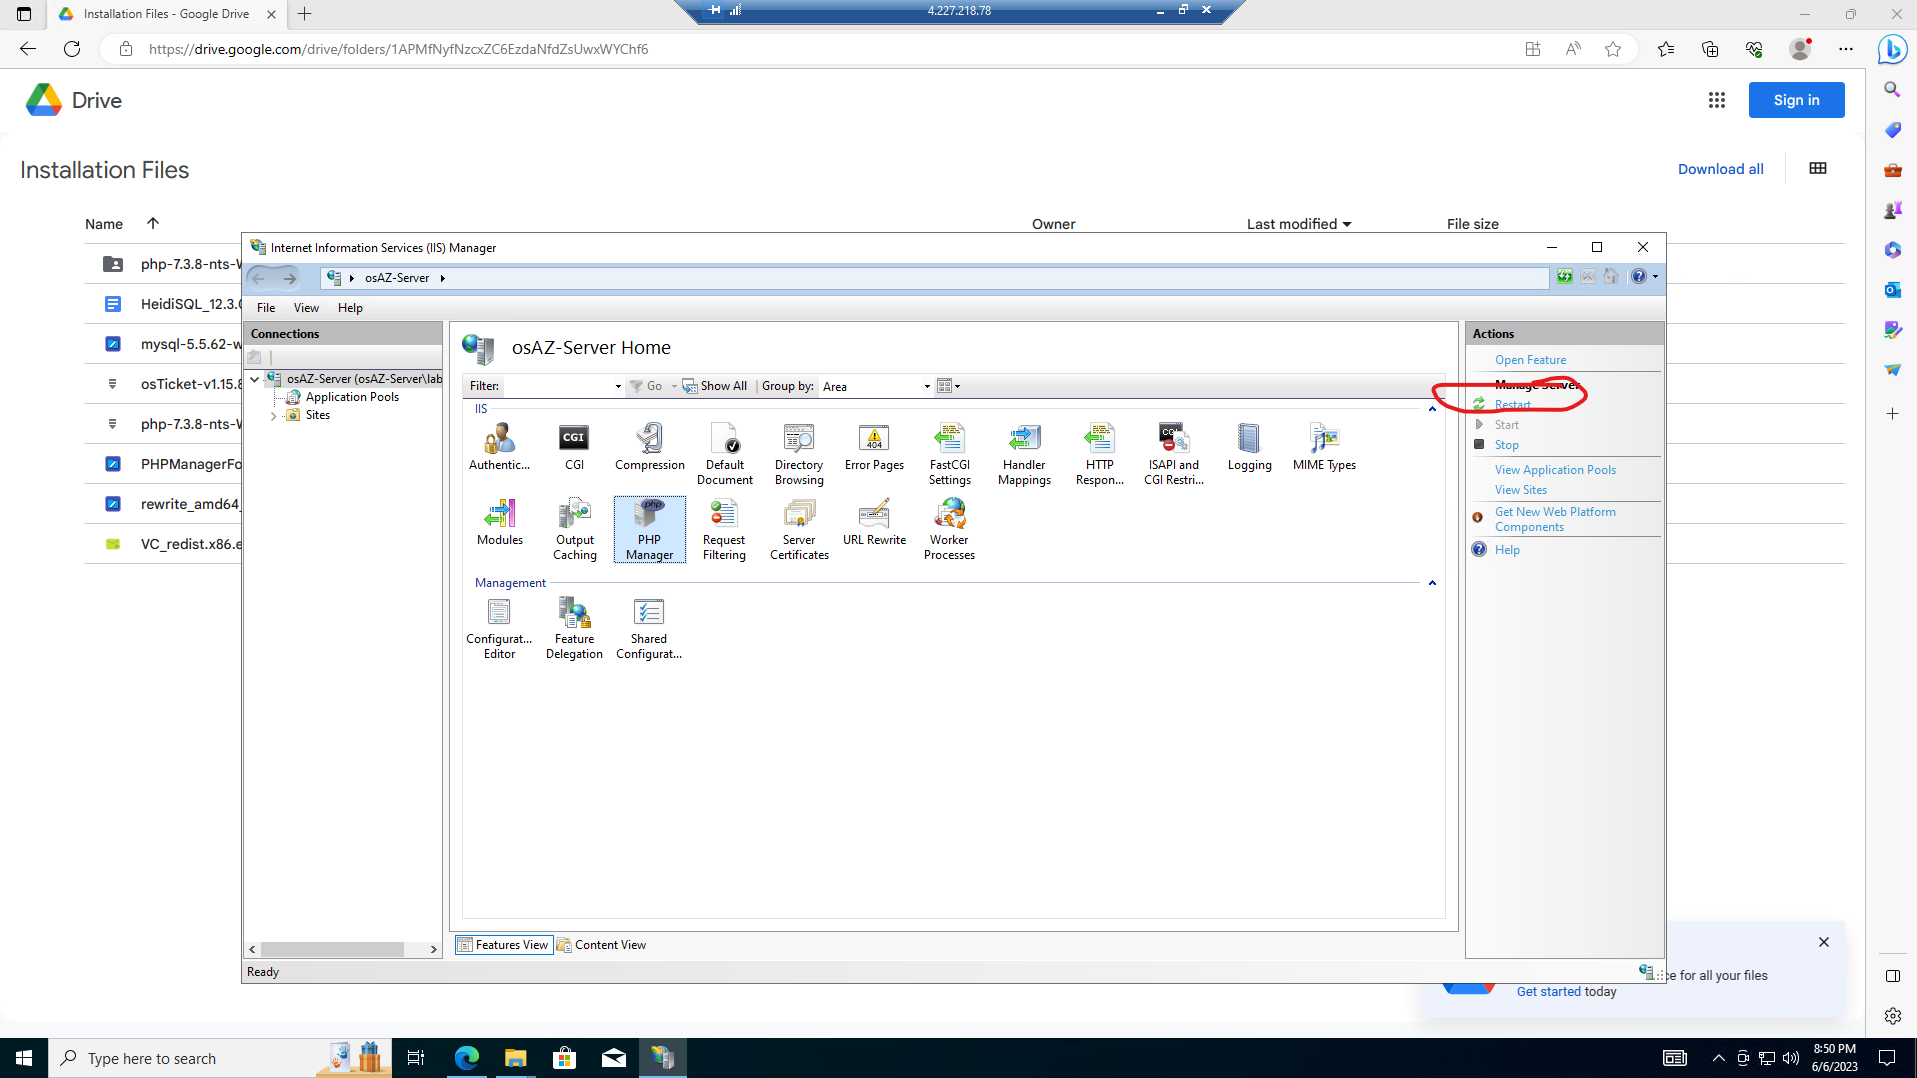 Installation Files - Google Drive
4.227.218.78
https://drive.google.com/drive/folders/1APMfNyfNzcxZC6EzdaNfdZsUwxWYChf6
Drive
Sign in
Installation Files
Download all
Name
Owner
Last modified
File size
php-7.3.8-nts-
HeidiSQL_12.3.
mysql-5.5.62-w
osTicket-v1.15.8
php-7.3.8-nts-
PHPManagerFo
rewrite_amd64_
VC_redist.x86.e
Internet Information Services (IIS) Manager
osAZ-Server
File View Help
Connections
osAZ-Server (osAZ-Server\lab
Application Pools
Sites
osAZ-Server Home
Filter:
Go
Show All
Group by:
Area
IIS
Authentic...
CGI
CGI
Compression
Default Document
Directory Browsing
404
Error Pages
FastCGI Settings
Handler Mappings
HTTP Respon...
CGI
ISAPI and CGI Restri...
Logging
MIME Types
Modules
Output Caching
php
PHP Manager
Request Filtering
Server Certificates
URL Rewrite
Worker Processes
Management
Configurat... Editor
Feature Delegation
Shared Configurat...
Features View
Content View
Ready
Actions
Open Feature
Manage Server
Restart
Start
Stop
View Application Pools
View Sites
Get New Web Platform
Components
Help
ce for all your files
Get started today
Type here to search
8:50 PM
6/6/2023